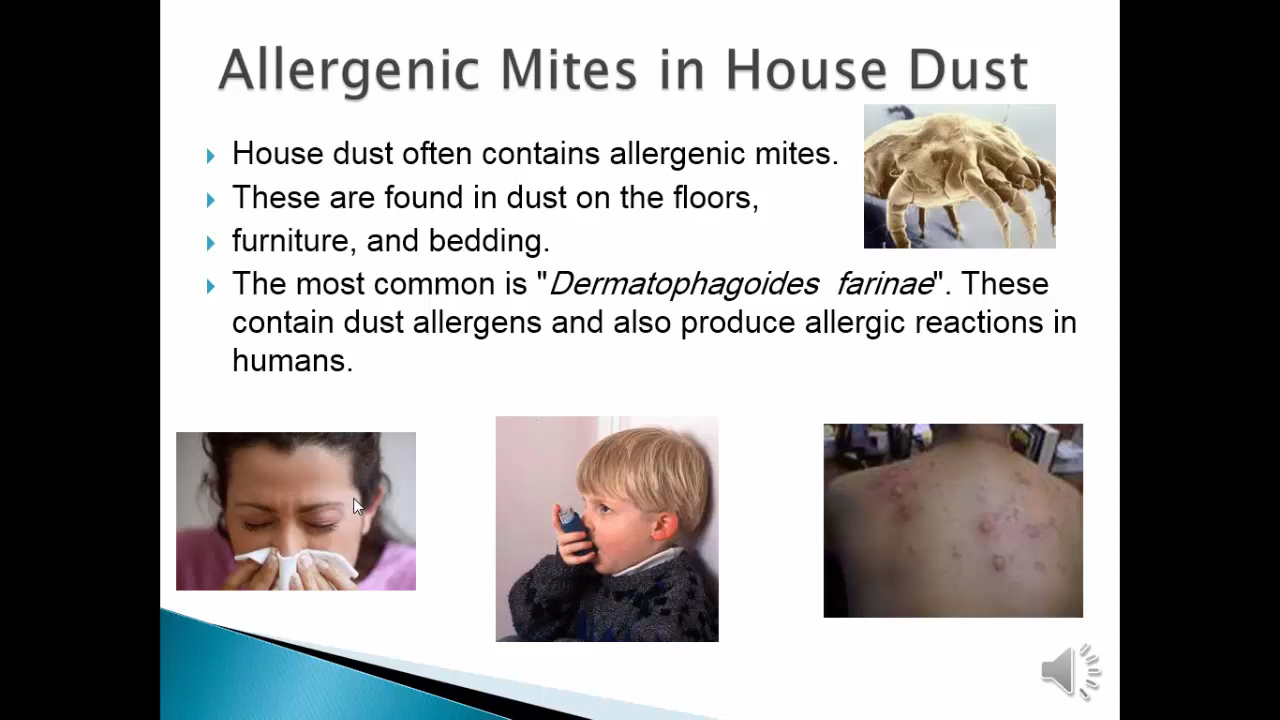 Allergenic Mites in House Dust
House dust often contains allergenic mites.
These are found in dust on the floors,
furniture, and bedding.
The most common is "Dermatophagoides farinae". These
contain dust allergens and also produce allergic reactions in
humans.